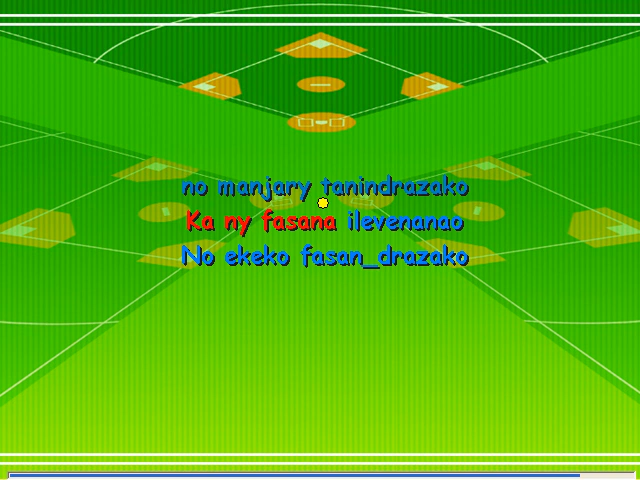 no manjary tanindrazako
Ka ny fasana ilevenanao
No ekeko fasan_drazako